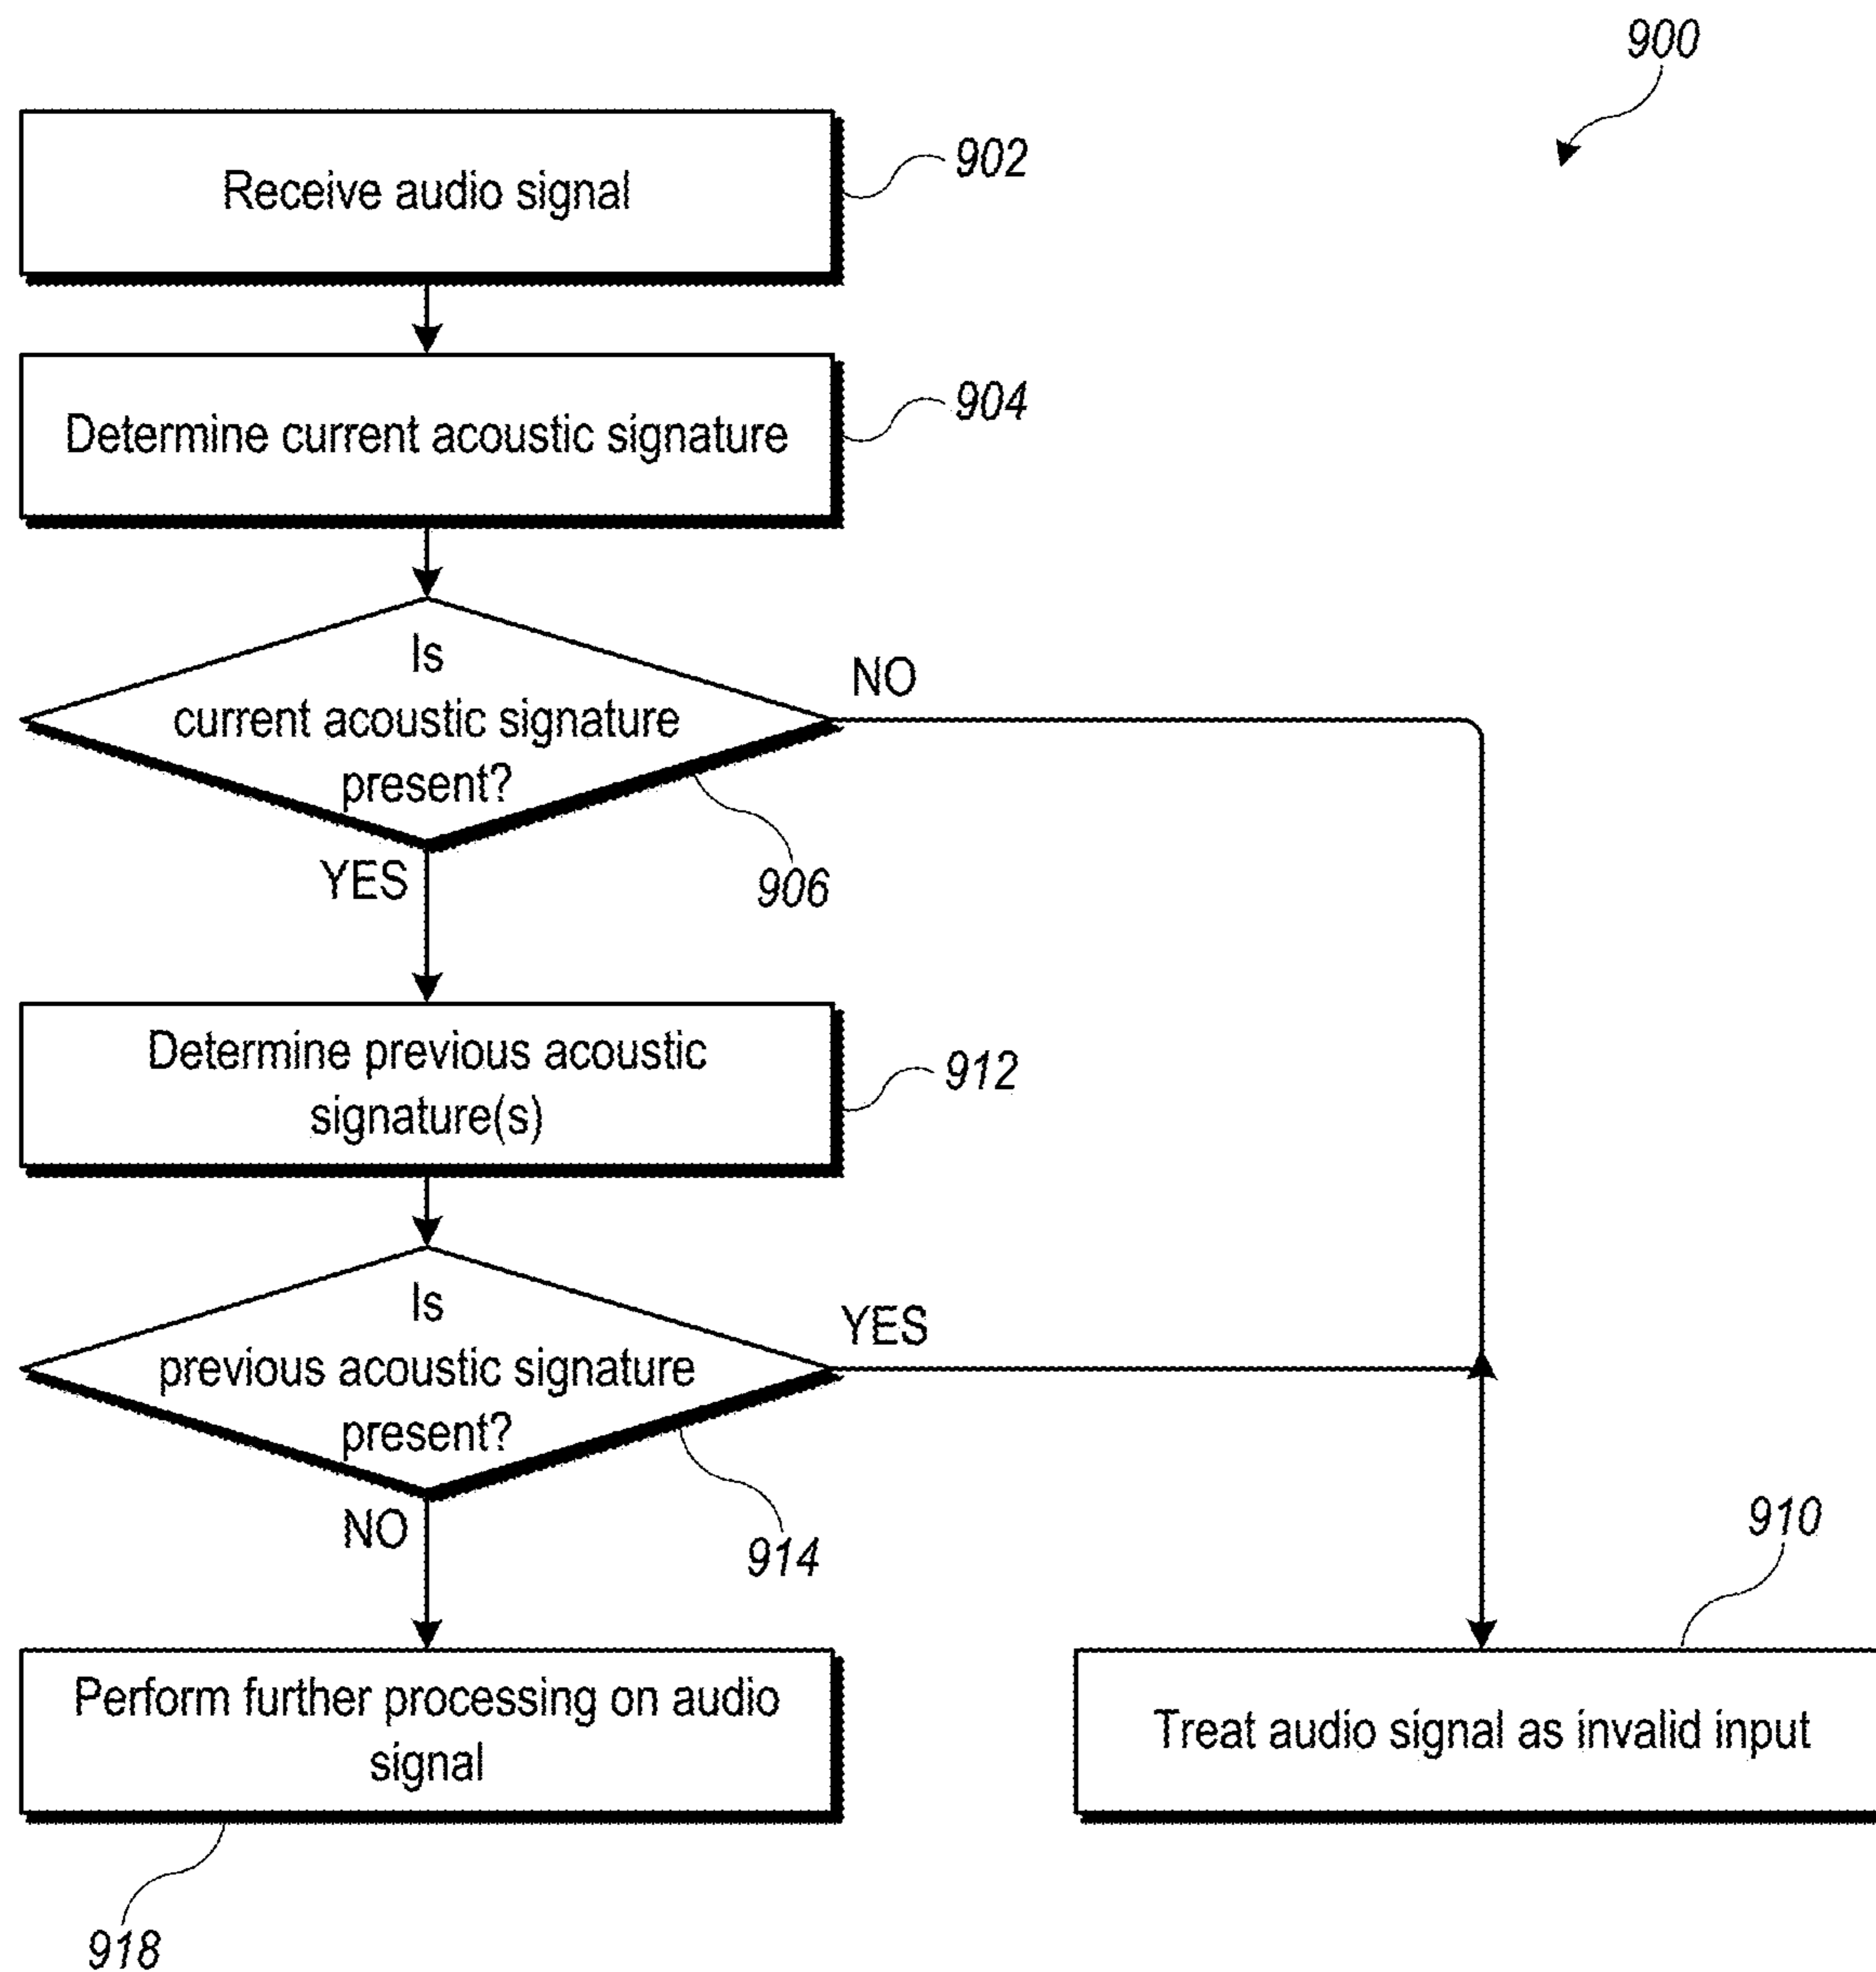 900
Receive audio signal
902
Determine current acoustic signature
904
Is
current acoustic signature
present?
NO
YES
906
Determine previous acoustic
signature(s)
912
Is
previous acoustic signature
present?
YES
NO
914
910
Perform further processing on audio
signal
Treat audio signal as invalid input
918